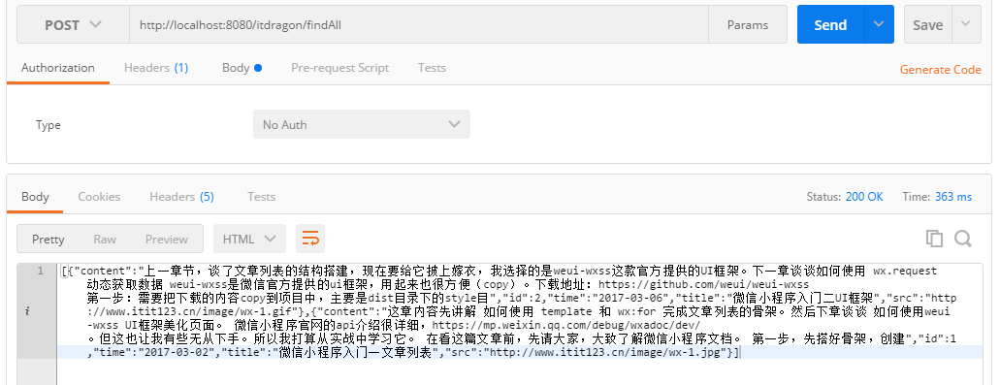 POST http://localhost:8080/itdragon/findAll Params Send Save
Authorization Headers (1) Body Pre-request Script Tests Generate Code
Type No Auth
Body Cookies Headers (5) Tests Status: 200 OK Time: 363 ms
Pretty Raw Preview HTML
1 [{"content":"上一章节，谈了文章列表的结构搭建，现在要给它披上嫁衣，我选择的是weui-wxss这款官方提供的UI框架。下一章谈谈如何使用 wx.request
动态获取数据 weui-wxss是微信官方提供的ui框架，用起来也很方便（copy）。下载地址：https://github.com/weui/weui-wxss
第一步：需要把下载的内容copy到项目中，主要是dist目录下的style目","id":2,"time":"2017-03-06","title":"微信小程序入门二UI框架","src":"http
i ://www.itit123.cn/image/wx-1.gif"},{"content":"这章内容先讲解 如何使用 template 和 wx:for 完成文章列表的骨架。然后下章谈谈 如何使用weui
-wxss UI框架美化页面。 微信小程序官网的api介绍很详细，https://mp.weixin.qq.com/debug/wxadoc/dev/
。但这也让我有些无从下手。所以我打算从实战中学习它。 在看这篇文章前，先请大家，大致了解微信小程序文档。 第一步，先搭好骨架，创建","id":1
,"time":"2017-03-02","title":"微信小程序入门一文章列表","src":"http://www.itit123.cn/image/wx-1.jpg"}]